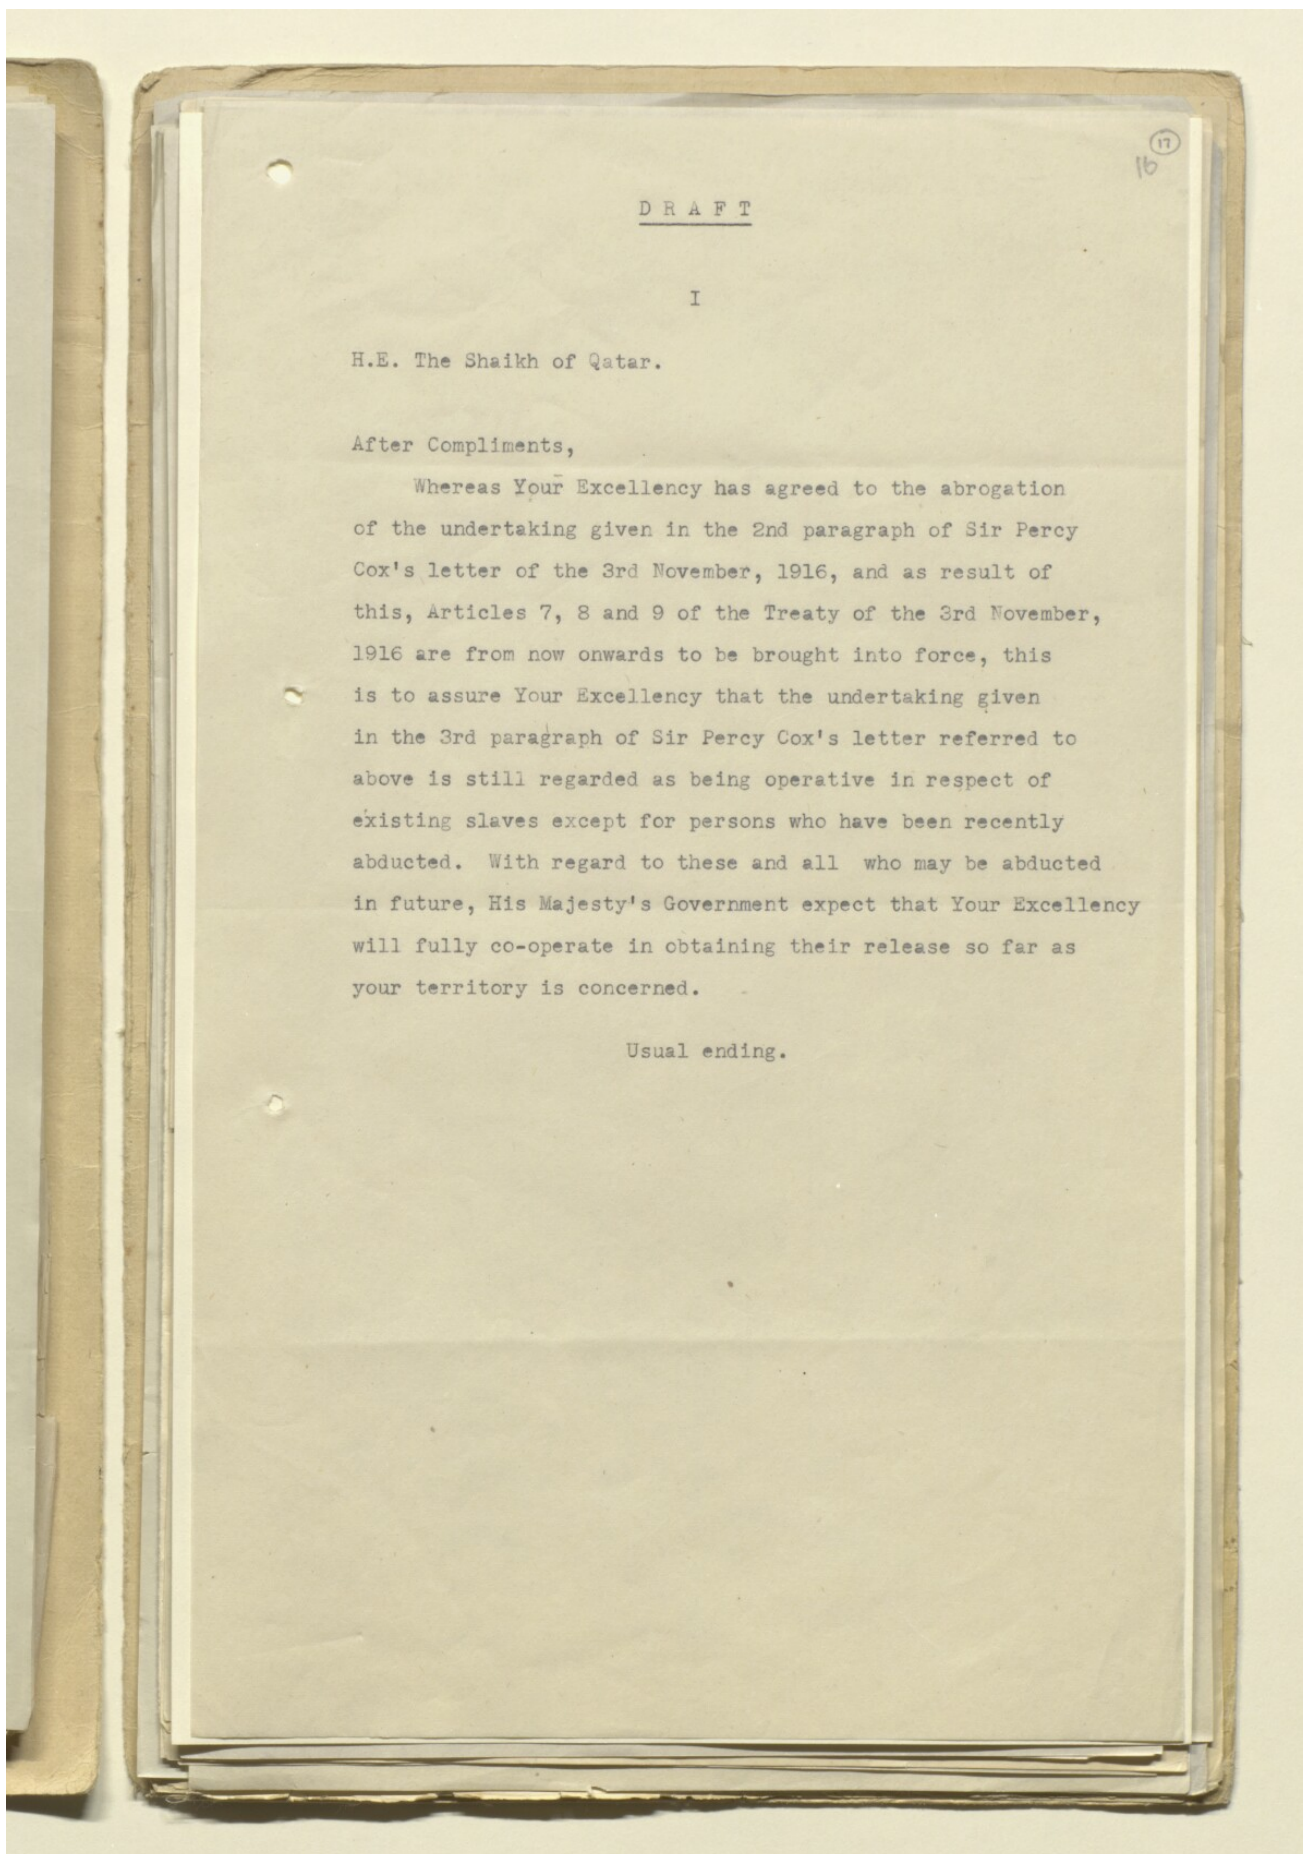 17
16
D R A F T
I
H.E. The Shaikh of Qatar.
After Compliments,
Whereas Your Excellency has agreed to the abrogation
of the undertaking given in the 2nd paragraph of Sir Percy
Cox's letter of the 3rd November, 1916, and as result of
this, Articles 7, 8 and 9 of the Treaty of the 3rd November,
1916 are from now onwards to be brought into force, this
is to assure Your Excellency that the undertaking given
in the 3rd paragraph of Sir Percy Cox's letter referred to
above is still regarded as being operative in respect of
existing slaves except for persons who have been recently
abducted. With regard to these and all who may be abducted
in future, His Majesty's Government expect that Your Excellency
will fully co-operate in obtaining their release so far as
your territory is concerned.
Usual ending.